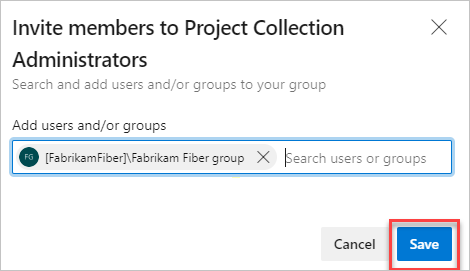 Invite members to Project Collection
Administrators
Search and add users and/or groups to your group
Add users and/or groups
FG [FabrikamFiber]\Fabrikam Fiber group Search users or groups
Cancel Save